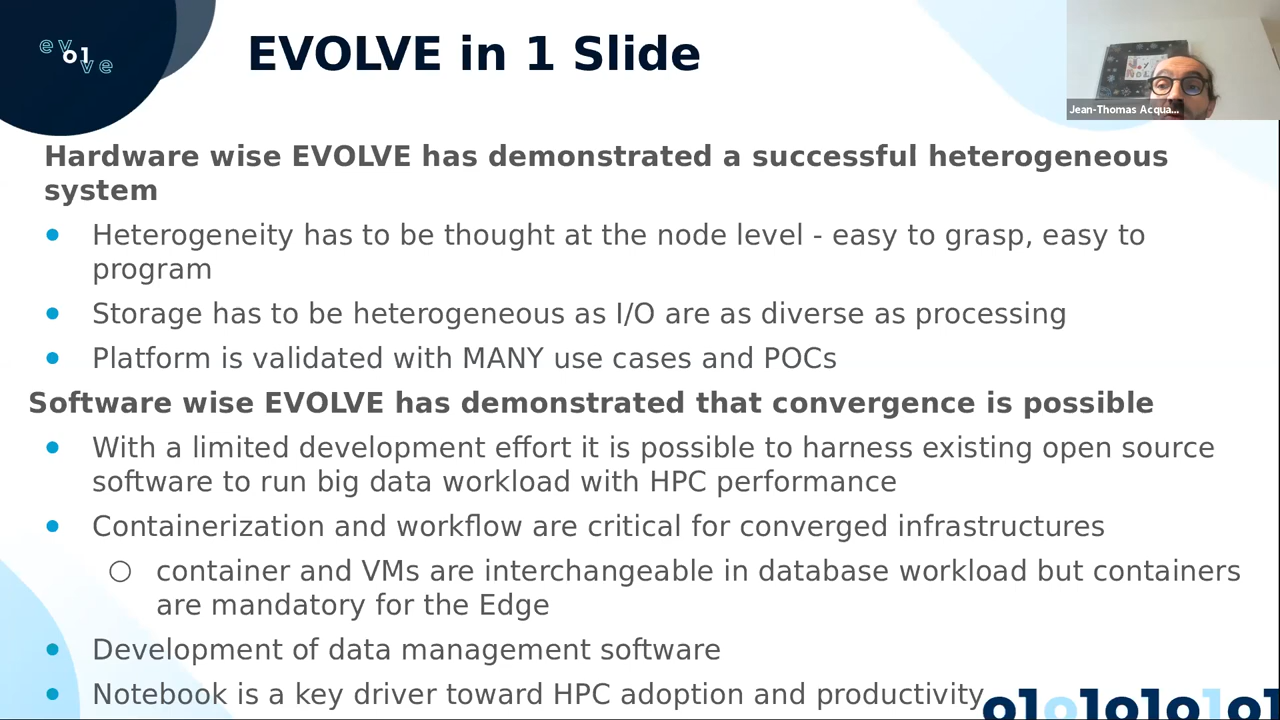 ev
o1
ve
EVOLVE in 1 Slide
Jean-Thomas Acqua...
Hardware wise EVOLVE has demonstrated a successful heterogeneous
system
• Heterogeneity has to be thought at the node level - easy to grasp, easy to
program
• Storage has to be heterogeneous as I/O are as diverse as processing
• Platform is validated with MANY use cases and POCs
Software wise EVOLVE has demonstrated that convergence is possible
• With a limited development effort it is possible to harness existing open source
software to run big data workload with HPC performance
• Containerization and workflow are critical for converged infrastructures
○ container and VMs are interchangeable in database workload but containers
are mandatory for the Edge
• Development of data management software
• Notebook is a key driver toward HPC adoption and productivity
o1o1o1o1o1